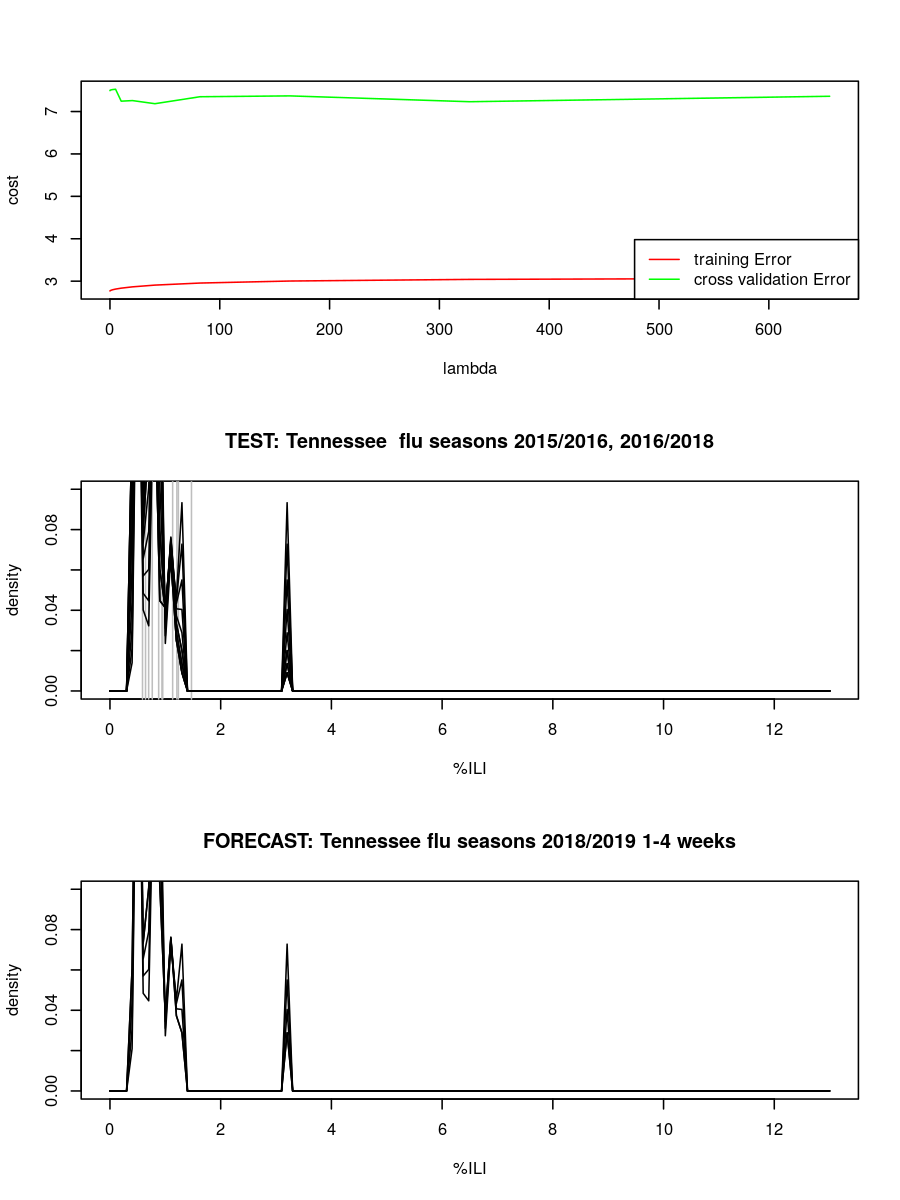 7
6
5
4
3
cost
training Error
cross validation Error
0 100 200 300 400 500 600
lambda
TEST: Tennessee  flu seasons 2015/2016, 2016/2018
0.08
0.04
0.00
density
0 2 4 6 8 10 12
%ILI
FORECAST: Tennessee flu seasons 2018/2019 1-4 weeks
0.08
0.04
0.00
density
0 2 4 6 8 10 12
%ILI